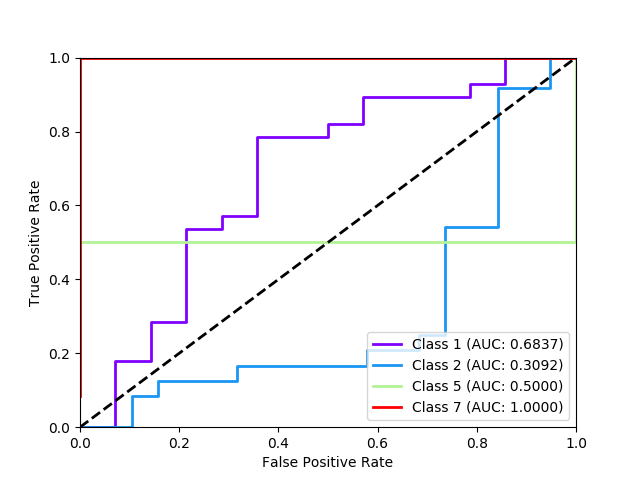 1.0
0.8
0.6
0.4
0.2
0.0
True Positive Rate
Class 1 (AUC: 0.6837)
Class 2 (AUC: 0.3092)
Class 5 (AUC: 0.5000)
Class 7 (AUC: 1.0000)
0.0 0.2 0.4 0.6 0.8 1.0
False Positive Rate